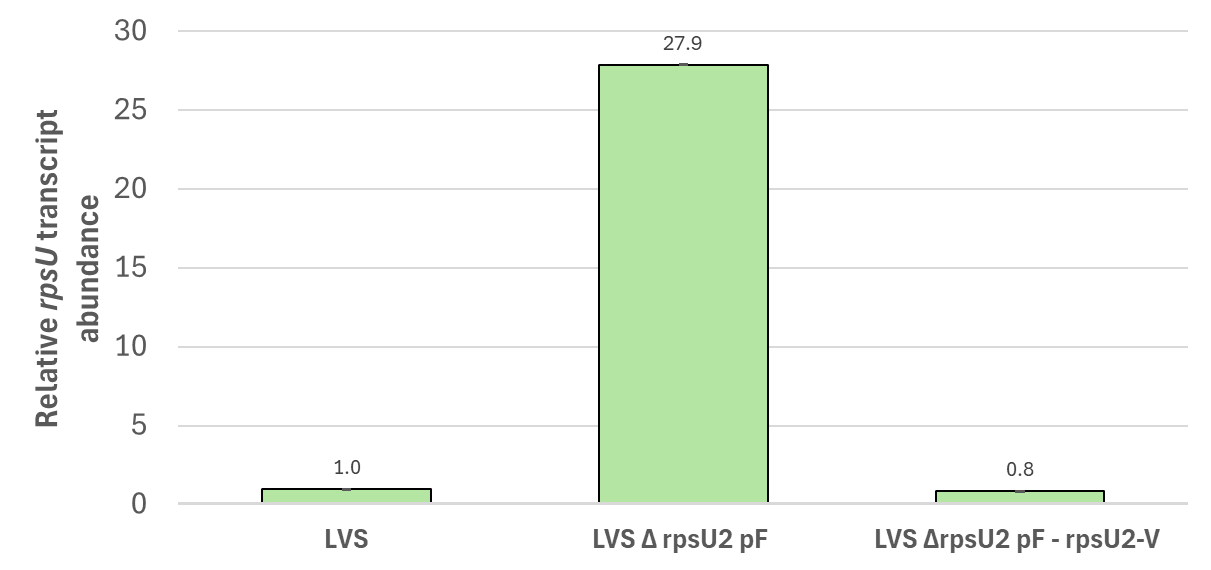 30
25
20
15
10
5
0
Relative rpsU transcript
abundance
1.0
27.9
0.8
LVS
LVS Δ rpsU2 pF
LVS ΔrpsU2 pF - rpsU2-V